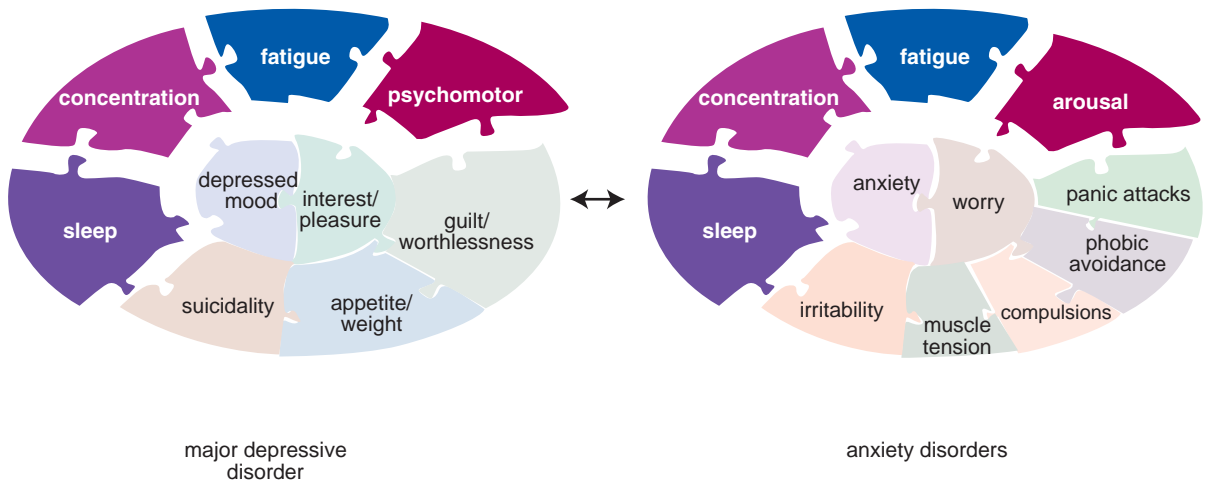 fatigue
concentration
psychomotor
depressed
mood
interest/
pleasure
guilt/
worthlessness
sleep
suicidality
appetite/
weight
major depressive
disorder
fatigue
concentration
arousal
anxiety
worry
panic attacks
sleep
phobic
avoidance
irritability
muscle
tension
compulsions
anxiety disorders